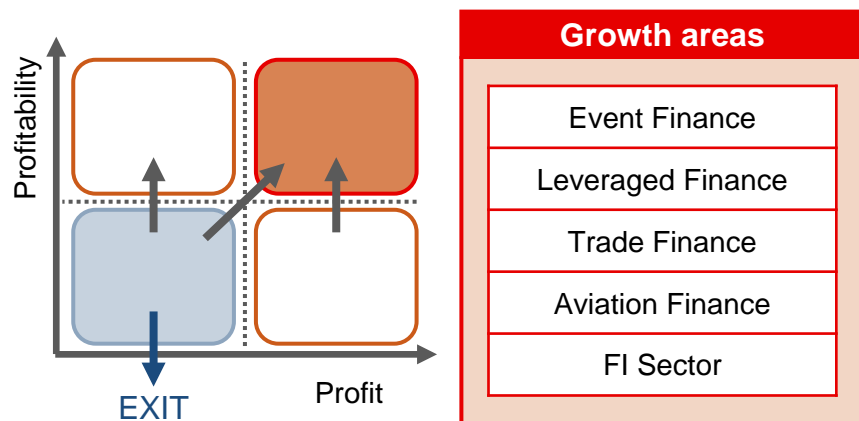 Profitability
Profit
EXIT
Growth areas
Event Finance
Leveraged Finance
Trade Finance
Aviation Finance
FI Sector